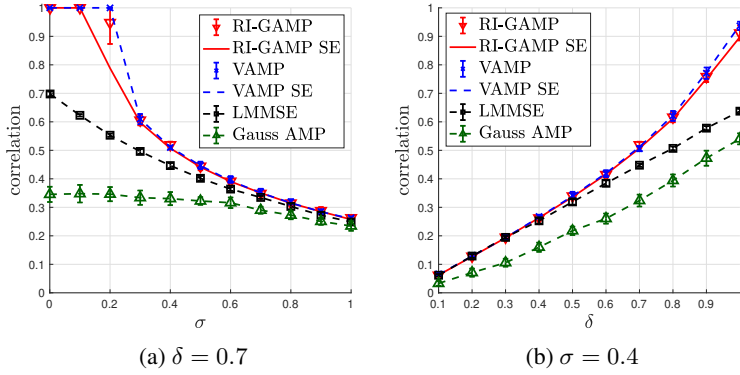 correlation
1
0.9
0.8
0.7
0.6
0.5
0.4
0.3
0.2
0.1
0
0
0.2
0.4
0.6
0.8
1
σ
RI-GAMP
RI-GAMP SE
VAMP
VAMP SE
LMMSE
Gauss AMP
(a) δ = 0.7
correlation
1
0.9
0.8
0.7
0.6
0.5
0.4
0.3
0.2
0.1
0
0.1
0.2
0.3
0.4
0.5
0.6
0.7
0.8
0.9
δ
RI-GAMP
RI-GAMP SE
VAMP
VAMP SE
LMMSE
Gauss AMP
(b) σ = 0.4